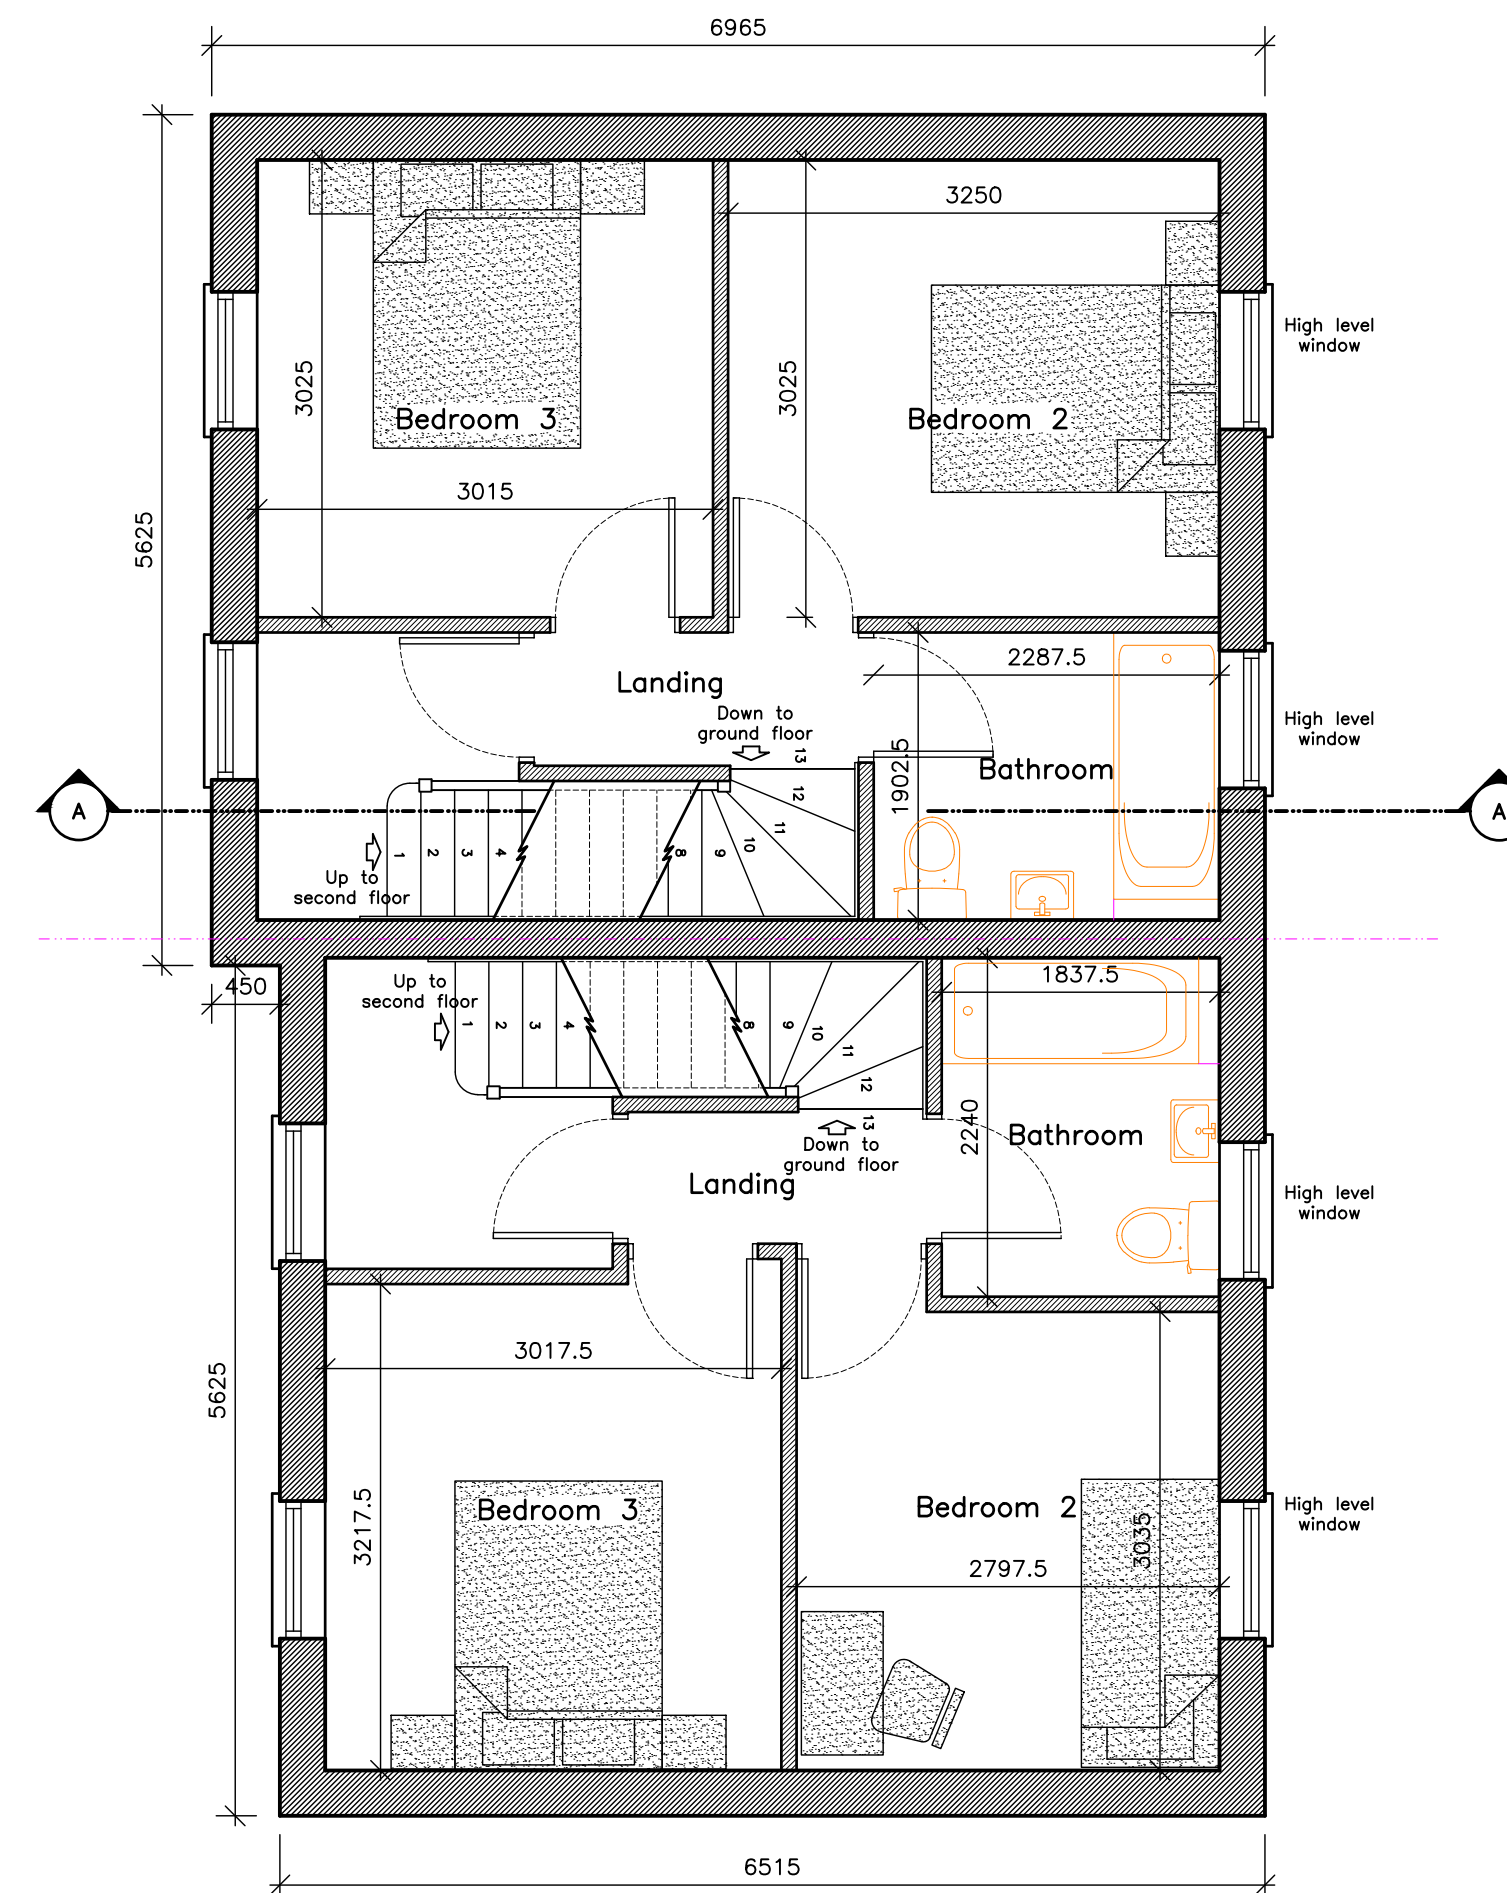 6965
3250
High level
window
3025
3025
Bedroom 3
Bedroom 2
3015
5625
2287.5
Landing
Down to
ground floor
High level
window
13
1902.5
Bathroom
12
A
A
11
10
1
2
3
4
8
9
Up to
second floor
450
Up to
second floor
1837.5
1
2
3
4
8
9
10
11
12
13
2240
Bathroom
Down to
ground floor
Landing
High level
window
3017.5
5625
3217.5
Bedroom 3
Bedroom 2
High level
window
3035
2797.5
6515